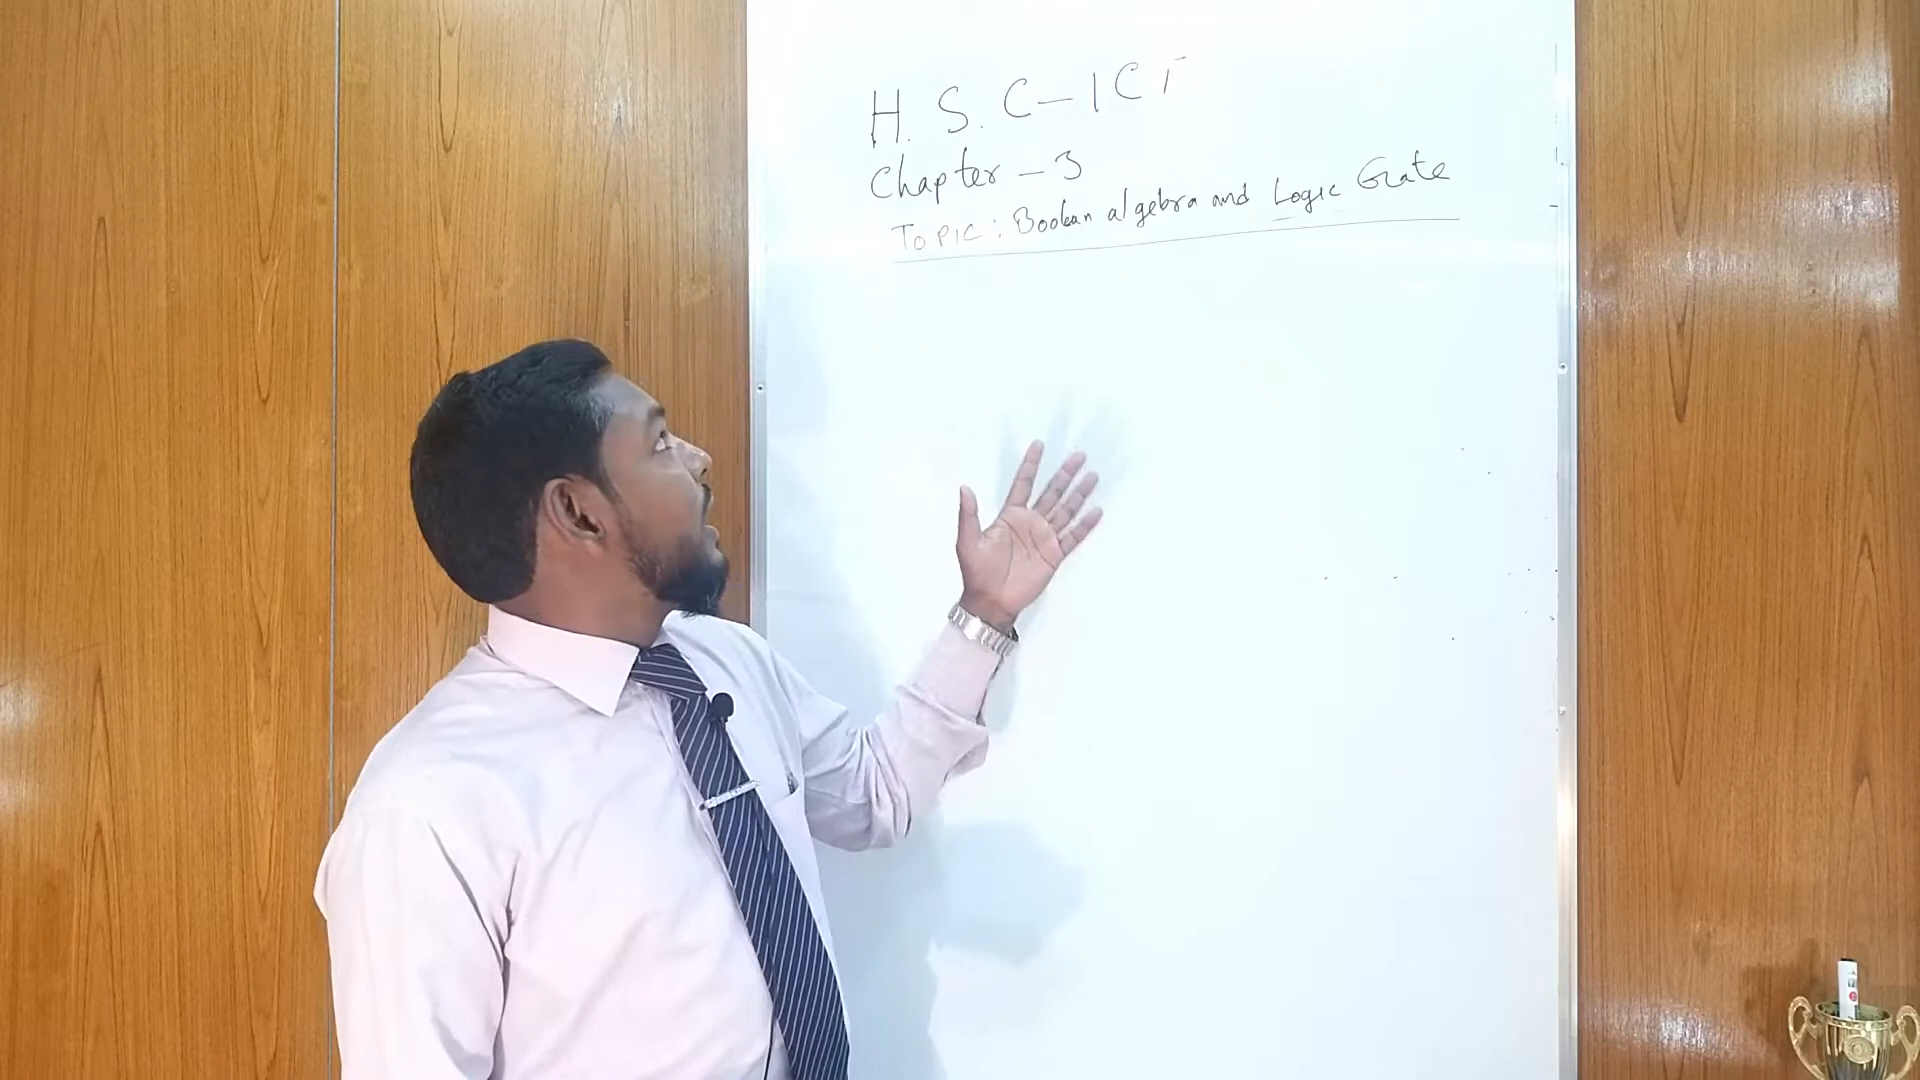 H. S. C – ICT
Chapter – 3
Topic : Boolean algebra and Logic Gate